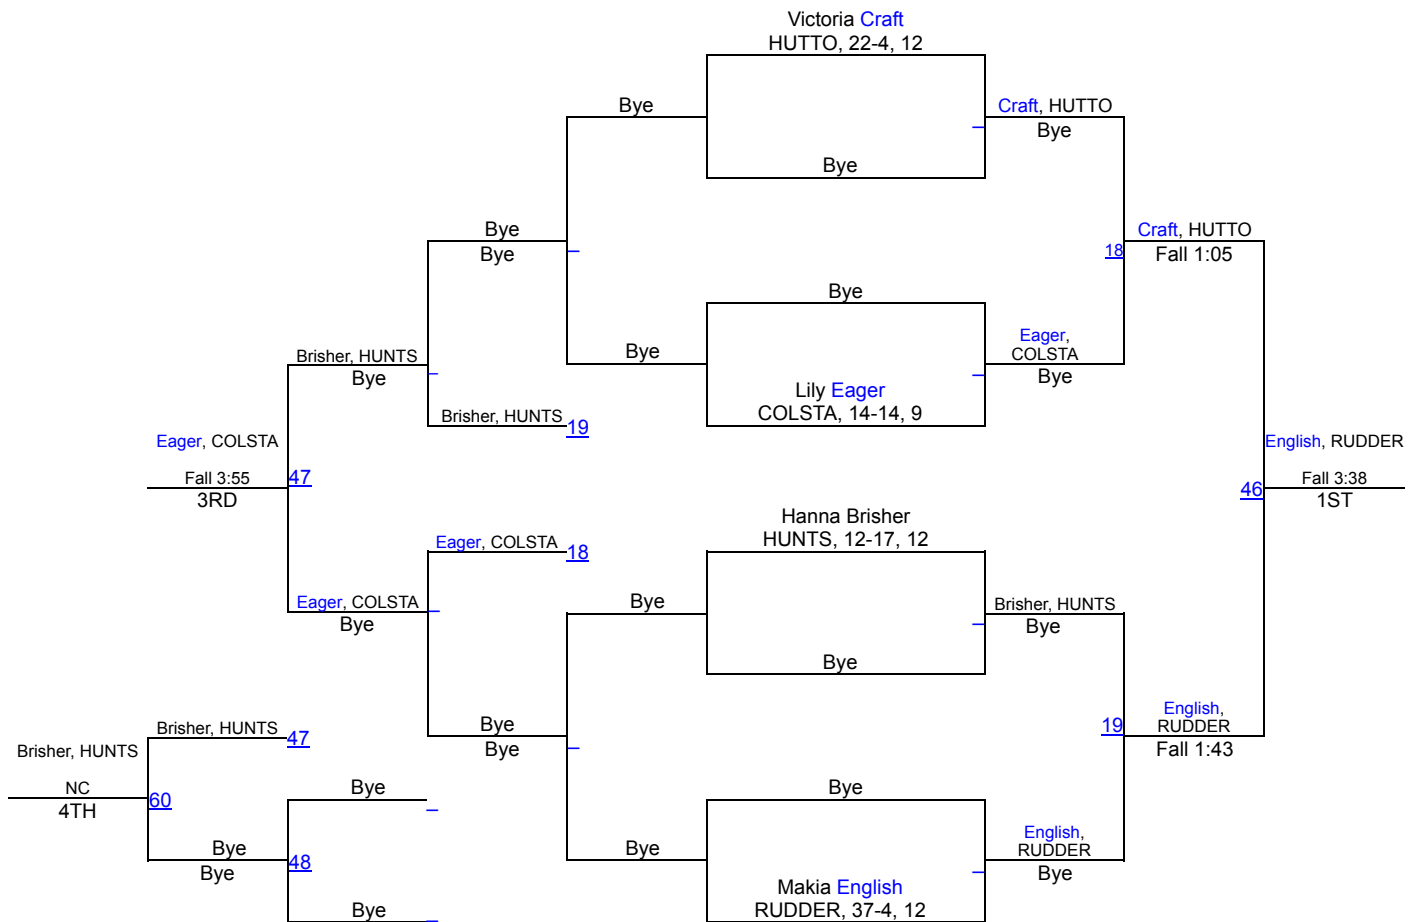 Victoria Craft
HUTTO, 22-4, 12
Bye
Craft, HUTTO
Bye
Bye
Bye
Bye
Craft, HUTTO
18
Fall 1:05
Bye
Bye
Eager,
COLSTA
Bye
Brisher, HUNTS
Bye
Lily Eager
COLSTA, 14-14, 9
Brisher, HUNTS
19
Eager, COLSTA
Fall 3:55
3RD
47
English, RUDDER
46
Fall 3:38
1ST
Hanna Brisher
HUNTS, 12-17, 12
Eager, COLSTA
18
Eager, COLSTA
Bye
Bye
Brisher, HUNTS
Bye
Bye
Bye
Bye
19
English,
RUDDER
Fall 1:43
Brisher, HUNTS
47
Brisher, HUNTS
NC
4TH
60
Bye
Bye
Bye
Bye
48
Bye
Bye
English,
RUDDER
Bye
Makia English
RUDDER, 37-4, 12
Bye